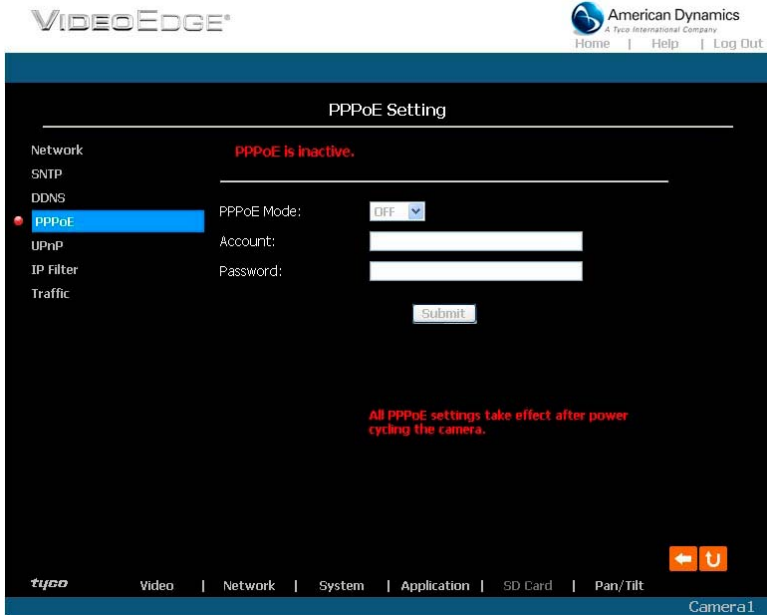 VIDEOEDGE®
American Dynamics
A Tyco International Company
Home | Help | Log Out
PPPoE Setting
Network
SNTP
DDNS
PPPoE
UPnP
IP Filter
Traffic
PPPoE is inactive.
PPPoE Mode: OFF
Account:
Password:
Submit
All PPPoE settings take effect after power
cycling the camera.
tyco Video | Network | System | Application | SD Card | Pan/Tilt
Camera1